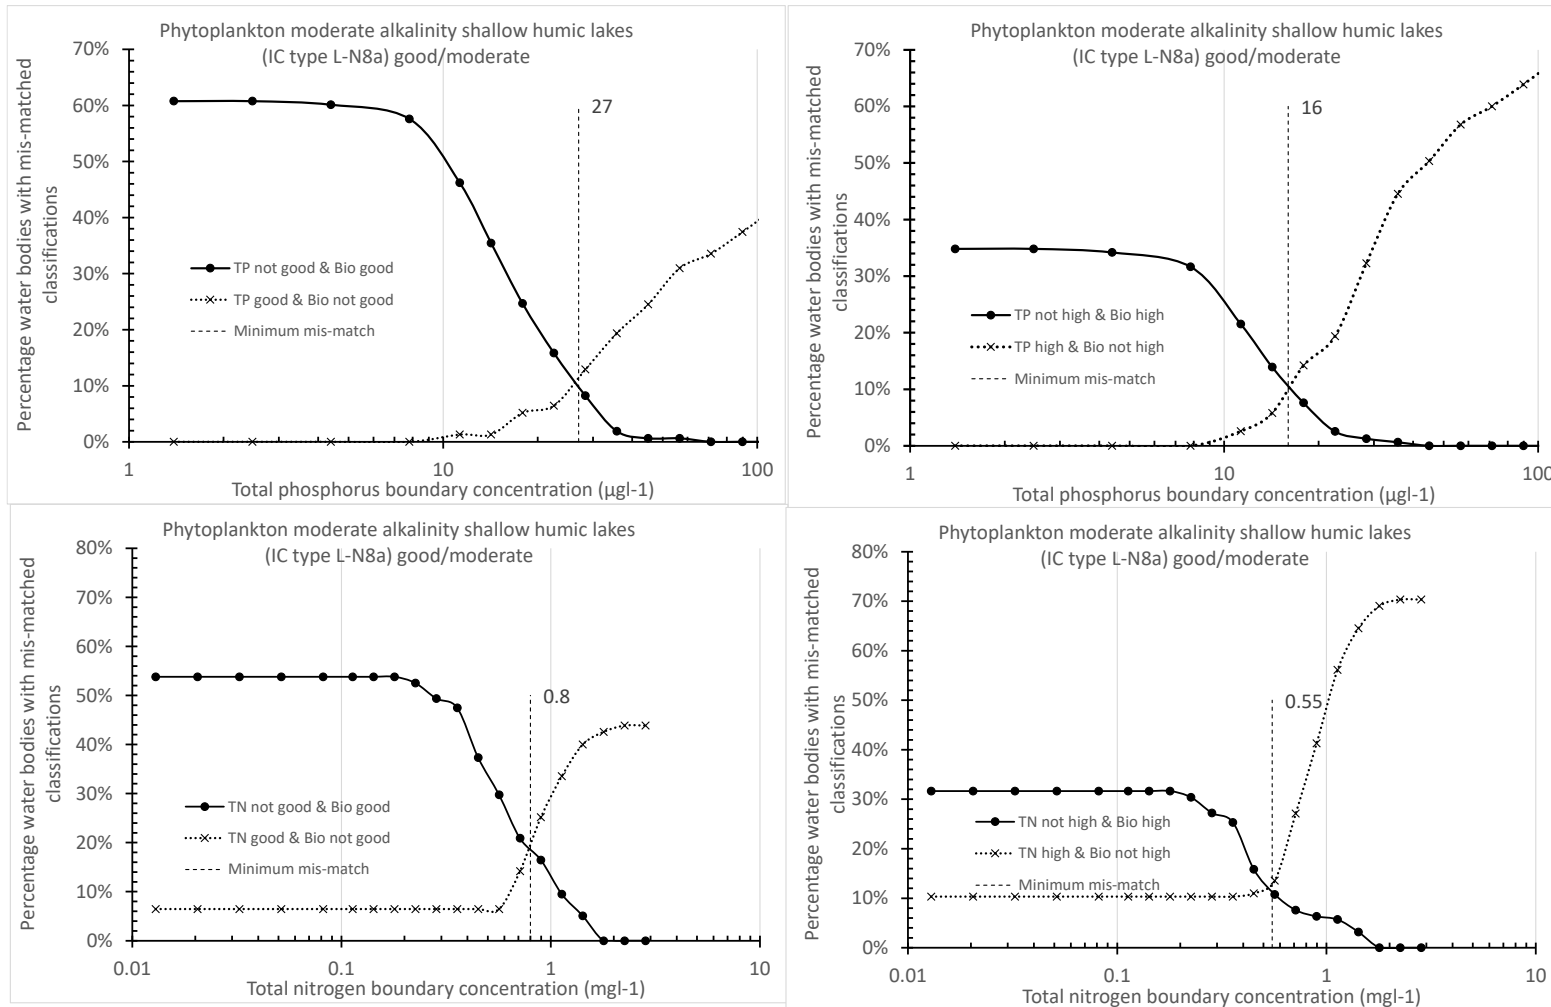 Phytoplankton moderate alkalinity shallow humic lakes
(IC type L-N8a) good/moderate
Percentage water bodies with mis-matched
classifications
70%
60%
50%
40%
30%
20%
10%
0%
27
TP not good & Bio good
TP good & Bio not good
Minimum mis-match
1
10
100
Total phosphorus boundary concentration (µgl-1)
Phytoplankton moderate alkalinity shallow humic lakes
(IC type L-N8a) good/moderate
Percentage water bodies with mis-matched
classifications
70%
60%
50%
40%
30%
20%
10%
0%
16
TP not high & Bio high
TP high & Bio not high
Minimum mis-match
1
10
100
Total phosphorus boundary concentration (µgl-1)
Phytoplankton moderate alkalinity shallow humic lakes
(IC type L-N8a) good/moderate
Percentage water bodies with mis-matched
classifications
80%
70%
60%
50%
40%
30%
20%
10%
0%
0.8
TN not good & Bio good
TN good & Bio not good
Minimum mis-match
0.01
0.1
1
10
Total nitrogen boundary concentration (mgl-1)
Phytoplankton moderate alkalinity shallow humic lakes
(IC type L-N8a) good/moderate
Percentage water bodies with mis-matched
classifications
80%
70%
60%
50%
40%
30%
20%
10%
0%
0.55
TN not high & Bio high
TN high & Bio not high
Minimum mis-match
0.01
0.1
1
10
Total nitrogen boundary concentration (mgl-1)